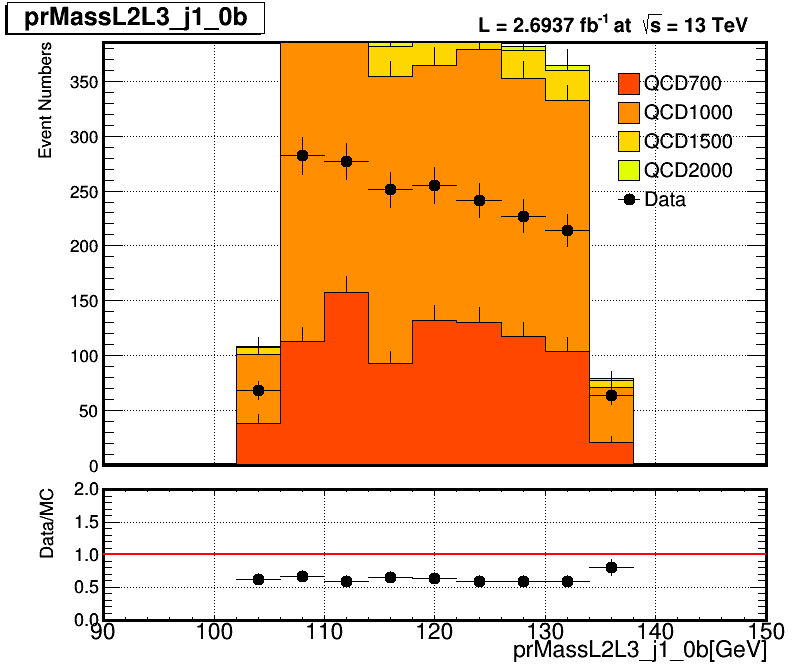 prMassL2L3_j1_0b
L = 2.6937 fb⁻¹ at √s = 13 TeV
Event Numbers
350
300
250
200
150
100
50
0
QCD700
QCD1000
QCD1500
QCD2000
Data
Data/MC
2.0
1.5
1.0
0.5
0.0
90 100 110 120 130 140 150
prMassL2L3_j1_0b[GeV]